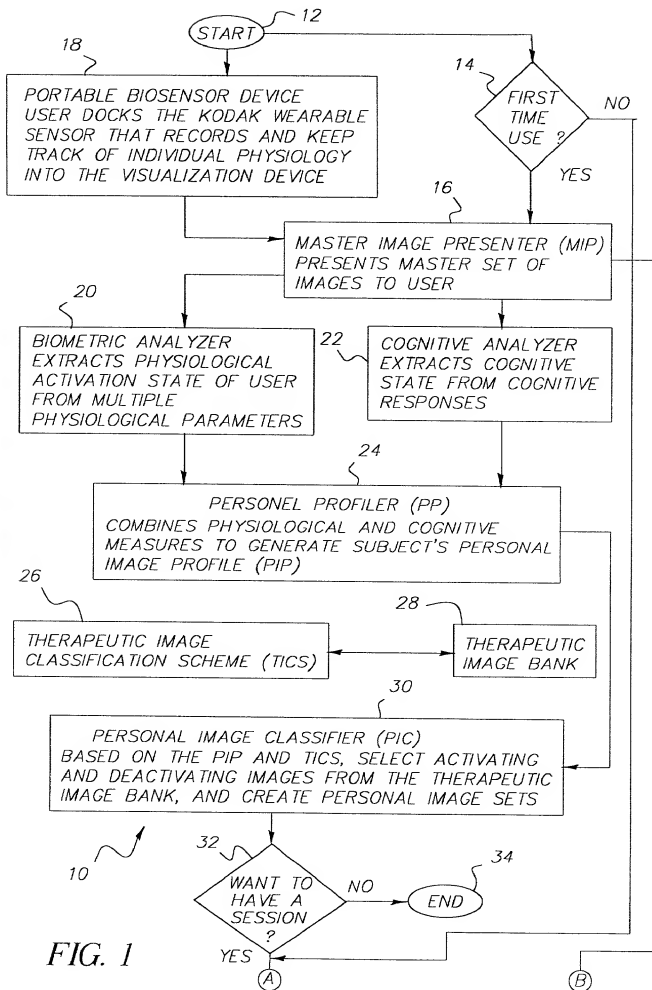 12
START
18
PORTABLE BIOSENSOR DEVICE
USER DOCKS THE KODAK WEARABLE
SENSOR THAT RECORDS AND KEEP
TRACK OF INDIVIDUAL PHYSIOLOGY
INTO THE VISUALIZATION DEVICE
14
FIRST
TIME
USE ?
NO
YES
16
MASTER IMAGE PRESENTER (MIP)
PRESENTS MASTER SET OF
IMAGES TO USER
20
BIOMETRIC ANALYZER
EXTRACTS PHYSIOLOGICAL
ACTIVATION STATE OF USER
FROM MULTIPLE
PHYSIOLOGICAL PARAMETERS
22
COGNITIVE ANALYZER
EXTRACTS COGNITIVE
STATE FROM COGNITIVE
RESPONSES
24
PERSONEL PROFILER (PP)
COMBINES PHYSIOLOGICAL AND COGNITIVE
MEASURES TO GENERATE SUBJECT'S PERSONAL
IMAGE PROFILE (PIP)
26
THERAPEUTIC IMAGE
CLASSIFICATION SCHEME (TICS)
28
THERAPEUTIC
IMAGE BANK
30
PERSONAL IMAGE CLASSIFIER (PIC)
BASED ON THE PIP AND TICS, SELECT ACTIVATING
AND DEACTIVATING IMAGES FROM THE THERAPEUTIC
IMAGE BANK, AND CREATE PERSONAL IMAGE SETS
10
32
WANT TO
HAVE A
SESSION
?
NO
34
END
YES
FIG. 1
A
B